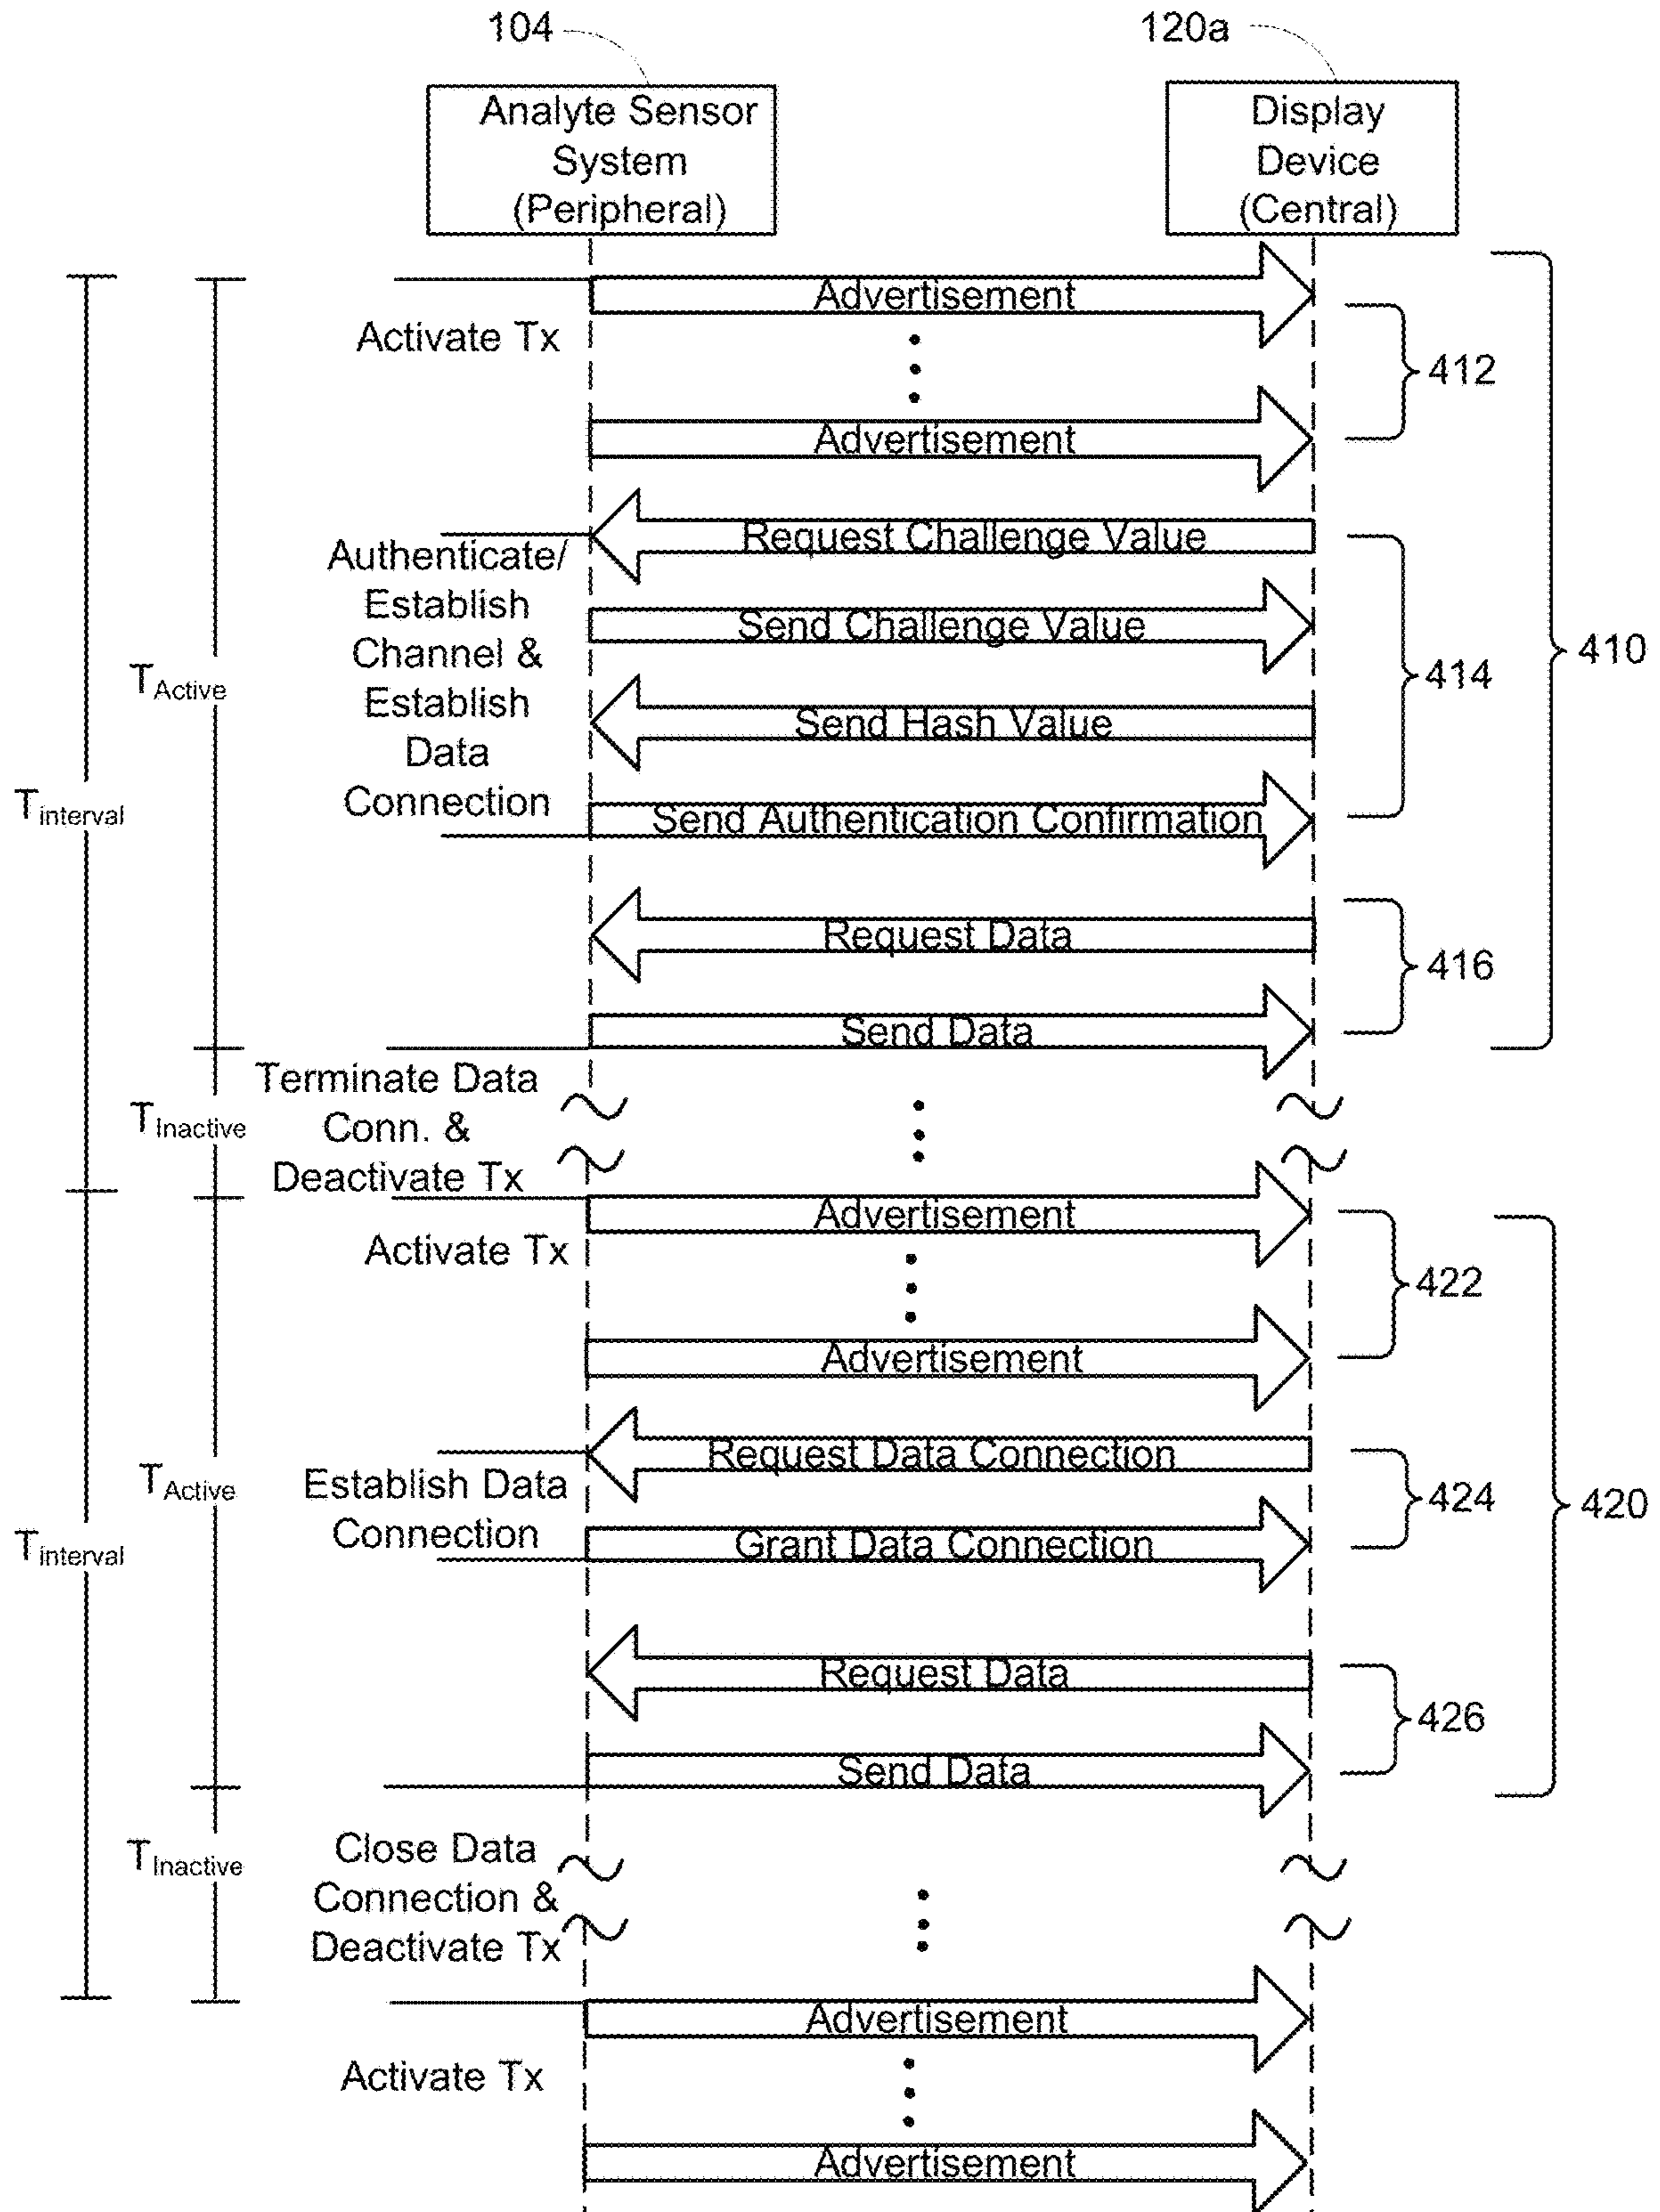 104
120a
Analyte Sensor
System
(Peripheral)
Display
Device
(Central)
Advertisement
Activate Tx
412
Advertisement
Request Challenge Value
Authenticate/
Establish
Channel &
Establish
Data
Connection
Send Challenge Value
410
414
TActive
Send Hash Value
Tinterval
Send Authentication Confirmation
Request Data
416
Send Data
Terminate Data
Conn. &
Deactivate Tx
TInactive
Advertisement
Activate Tx
422
Advertisement
Request Data Connection
TActive
Establish Data
Connection
424
420
Tinterval
Grant Data Connection
Request Data
426
Send Data
TInactive
Close Data
Connection &
Deactivate Tx
Advertisement
Activate Tx
Advertisement